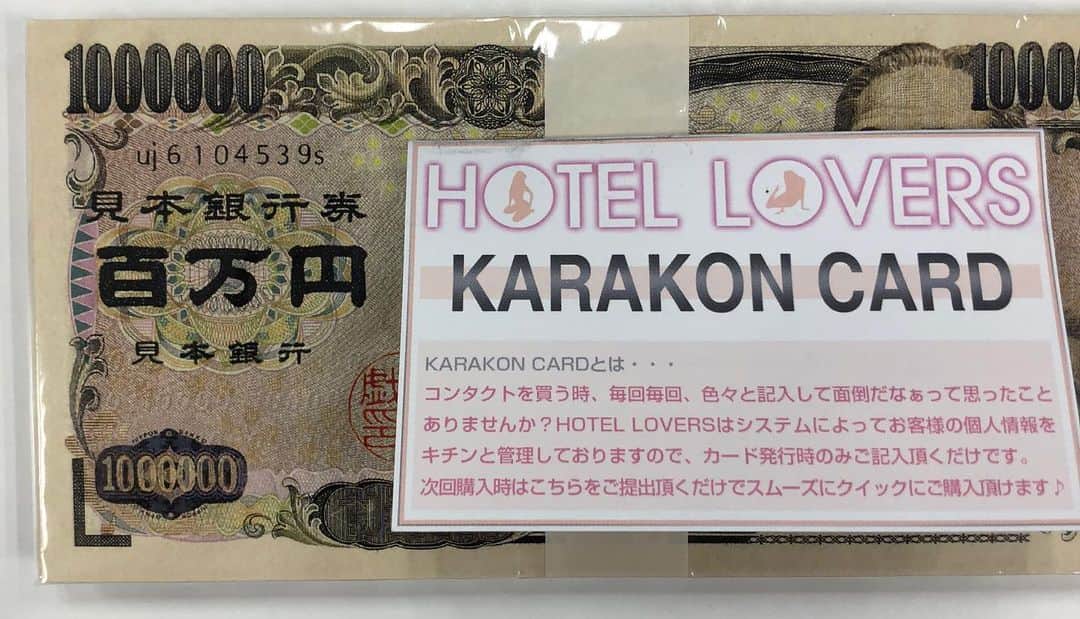 1000000
1000
uj6104539s
見本銀行券
百万円
見本銀行
1000000
HOTEL LOVERS
KARAKON CARD
KARAKON CARDとは・・・
コンタクトを買う時、毎回毎回、色々と記入して面倒だなぁって思ったこと
ありませんか？HOTEL LOVERSはシステムによってお客様の個人情報を
キチンと管理しておりますので、カード発行時のみご記入頂くだけです。
次回購入時はこちらをご提出頂くだけでスムーズにクイックにご購入頂けます♪